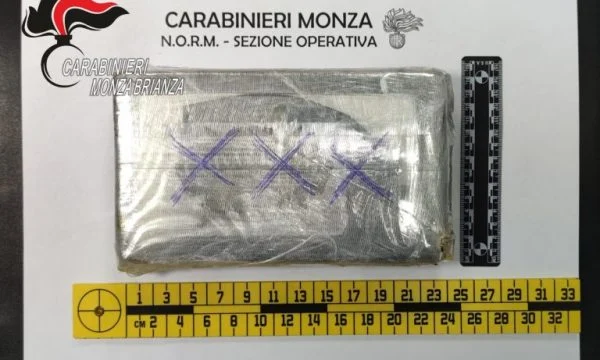 CARABINIERI MONZA
N.O.R.M. - SEZIONE OPERATIVA
CARABINIERI
MONZA BRIANZA
XXX
1 3 5 7 9 11 13 15 17 19 21 23 25 27 29 31 33
CM 2 4 6 8 10 12 14 16 18 20 22 24 26 28 30 32